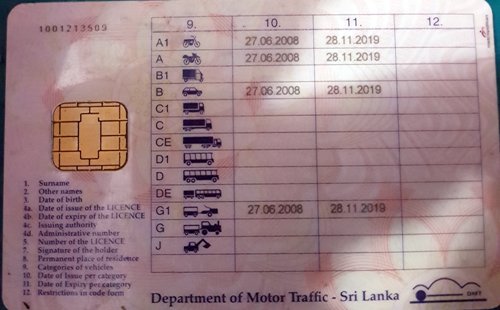 1001213509
9. 10. 11. 12.
A1 27.06.2008 28.11.2019
A 27.06.2008 28.11.2019
B1
B 27.06.2008 28.11.2019
C1
C
CE
D1
D
DE
G1 27.06.2008 28.11.2019
G
J
1. Surname
2. Other names
3. Date of birth
4a. Date of issue of the LICENCE
4b Date of expiry of the LICENCE
4c. Issuing authority
4d. Administrative number
5. Number of the LICENCE
7. Signature of the holder
8. Permanent place of residence
9. Categories of vehicles
10. Date of Issue per category
11. Date of Expiry per category
12. Restrictions in code form
Department of Motor Traffic - Sri Lanka
DMT